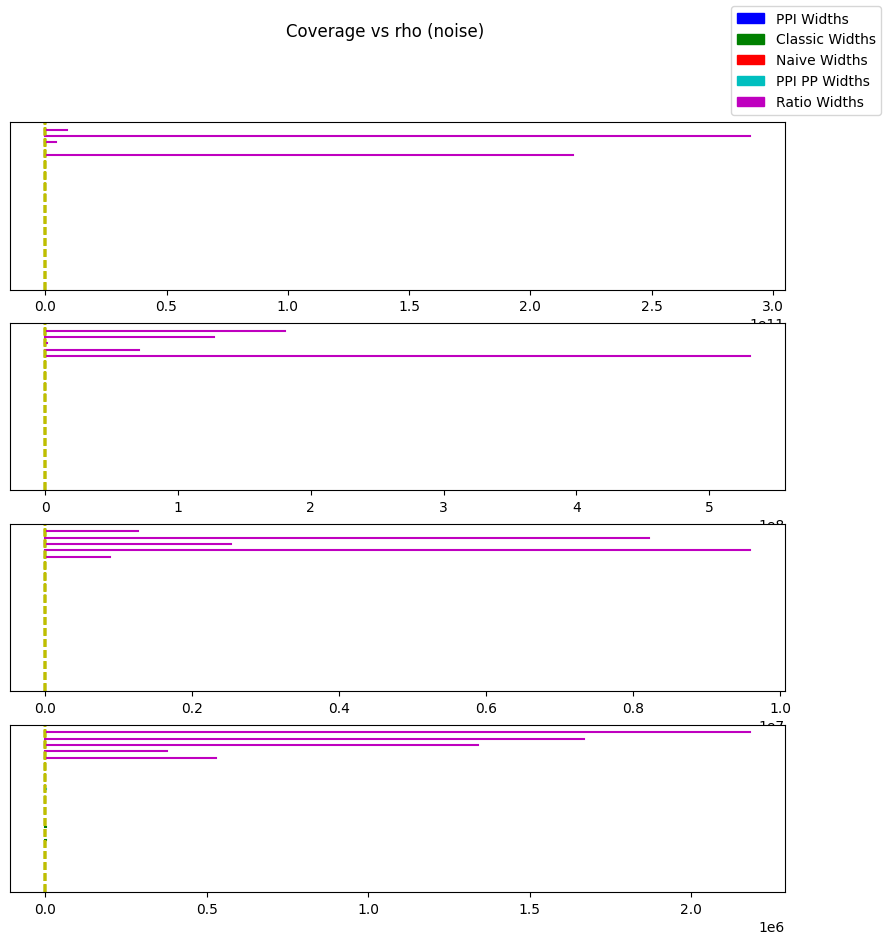 Coverage vs rho (noise)
PPI Widths
Classic Widths
Naive Widths
PPI PP Widths
Ratio Widths
0.0 0.5 1.0 1.5 2.0 2.5 3.0
1e11
0 1 2 3 4 5
1e8
0.0 0.2 0.4 0.6 0.8 1.0
1e7
0.0 0.5 1.0 1.5 2.0
1e6